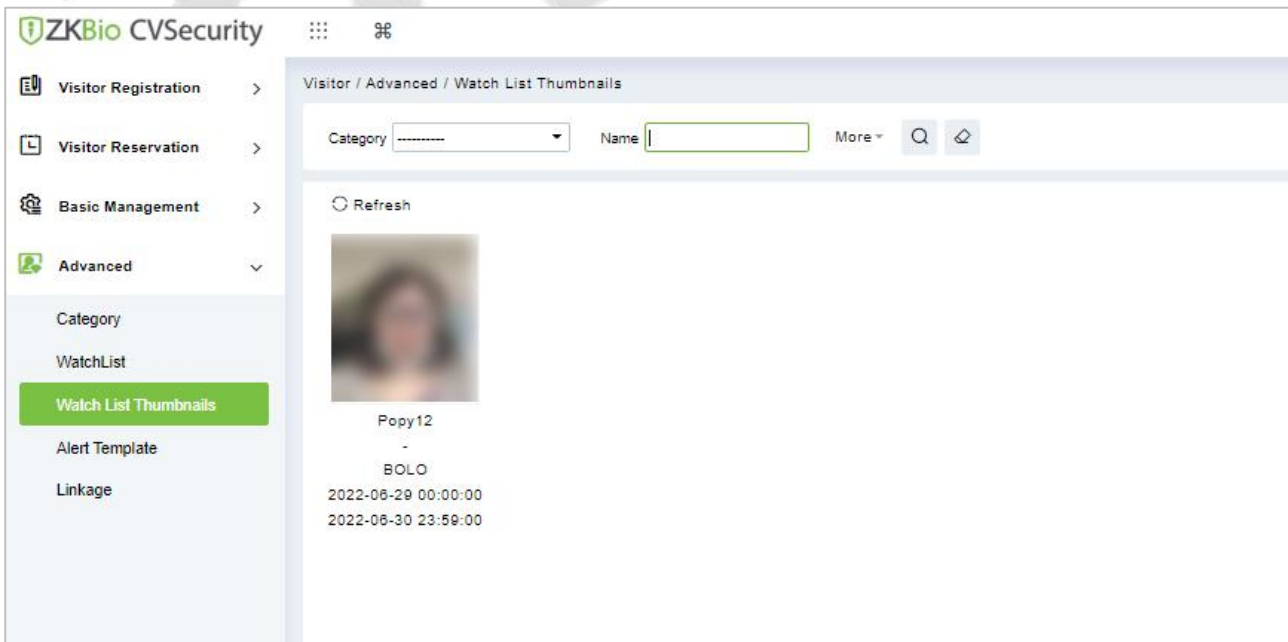 ZKBio CVSecurity
Visitor Registration
Visitor Reservation
Basic Management
Advanced
Category
WatchList
Watch List Thumbnails
Alert Template
Linkage
Visitor / Advanced / Watch List Thumbnails
Category ---------- Name More
Refresh
Popy12
-
BOLO
2022-06-29 00:00:00
2022-06-30 23:59:00